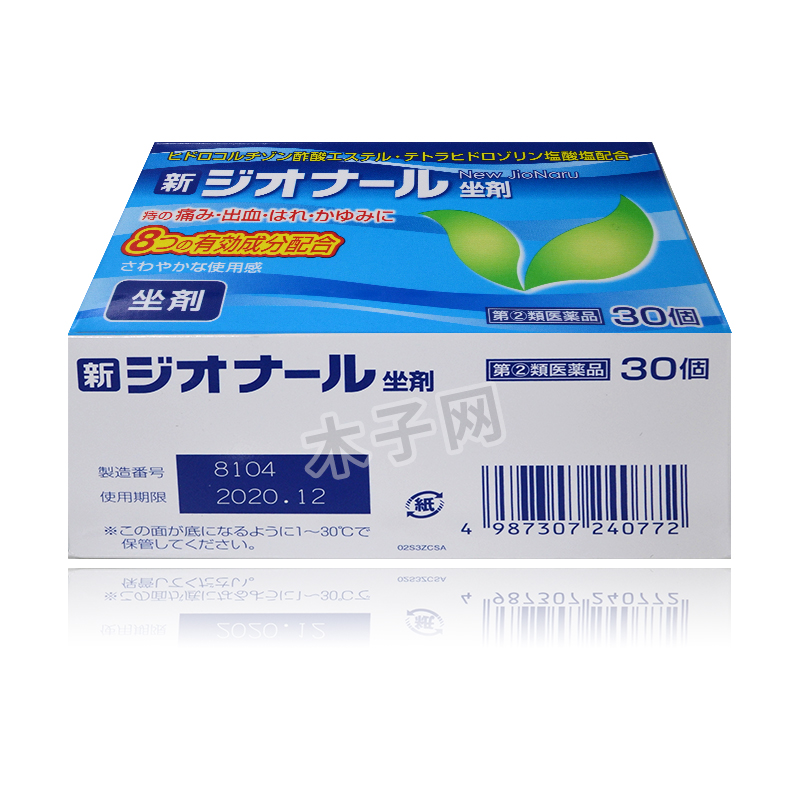 ヒドロコルチゾン酢酸エステル・テトラヒドロゾリン塩酸塩配合
新 ジオナール 坐剤
New JioNaru
痔の痛み・出血・はれ・かゆみに
8つの有効成分配合
さわやかな使用感
坐剤
第②類医薬品 30個
新 ジオナール 坐剤 第②類医薬品 30個
木子网
製造番号 8104
使用期限 2020.12
※この面が底になるように1～30℃で
保管してください。
紙
02S3ZCSA
4 987307 240772